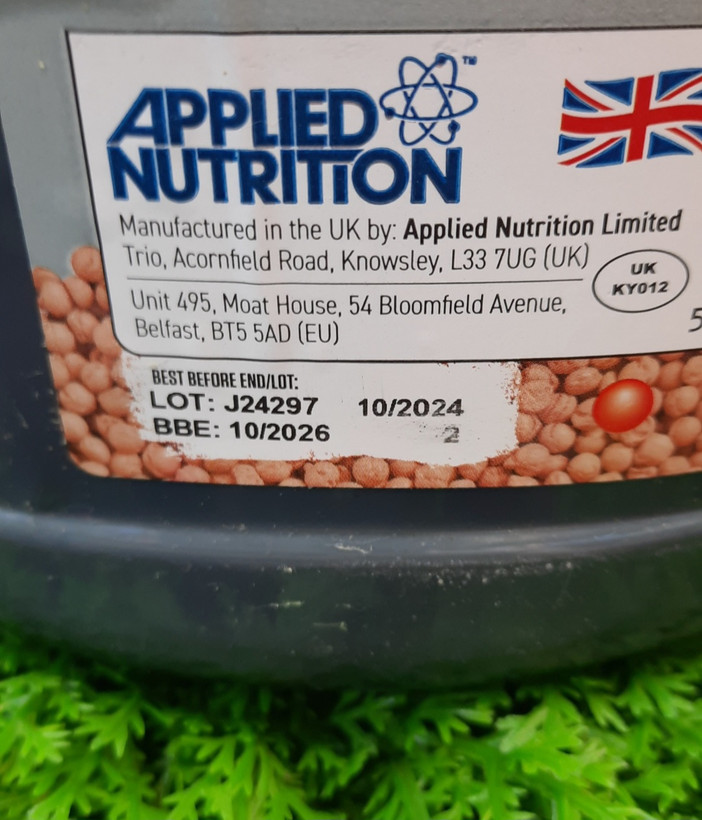 APPLIED
NUTRITION™
Manufactured in the UK by: Applied Nutrition Limited
Trio, Acornfield Road, Knowsley, L33 7UG (UK)
UK
KY012
Unit 495, Moat House, 54 Bloomfield Avenue,
Belfast, BT5 5AD (EU)
5
BEST BEFORE END/LOT:
LOT: J24297 10/2024
BBE: 10/2026 2